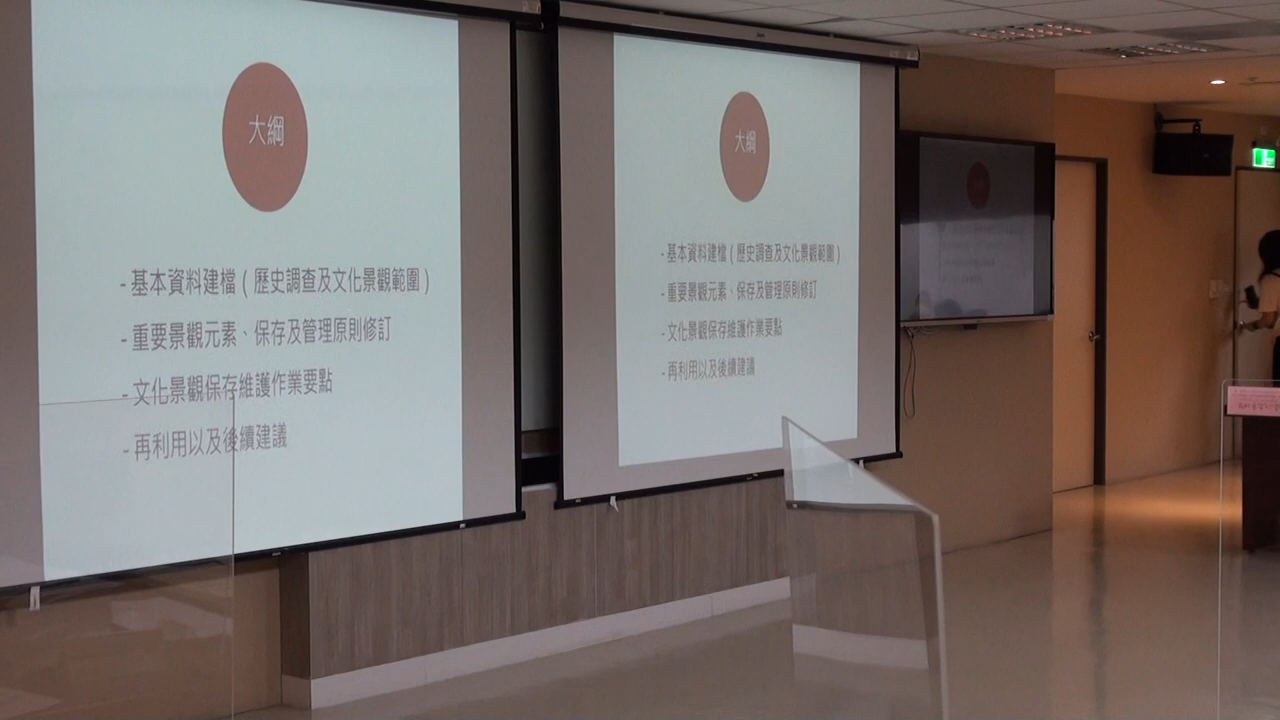 大綱
- 基本資料建檔（歷史調查及文化景觀範圍）
- 重要景觀元素、保存及管理原則修訂
- 文化景觀保存維護作業要點
- 再利用以及後續建議
大綱
- 基本資料建檔（歷史調查及文化景觀範圍）
- 重要景觀元素、保存及管理原則修訂
- 文化景觀保存維護作業要點
- 再利用以及後續建議